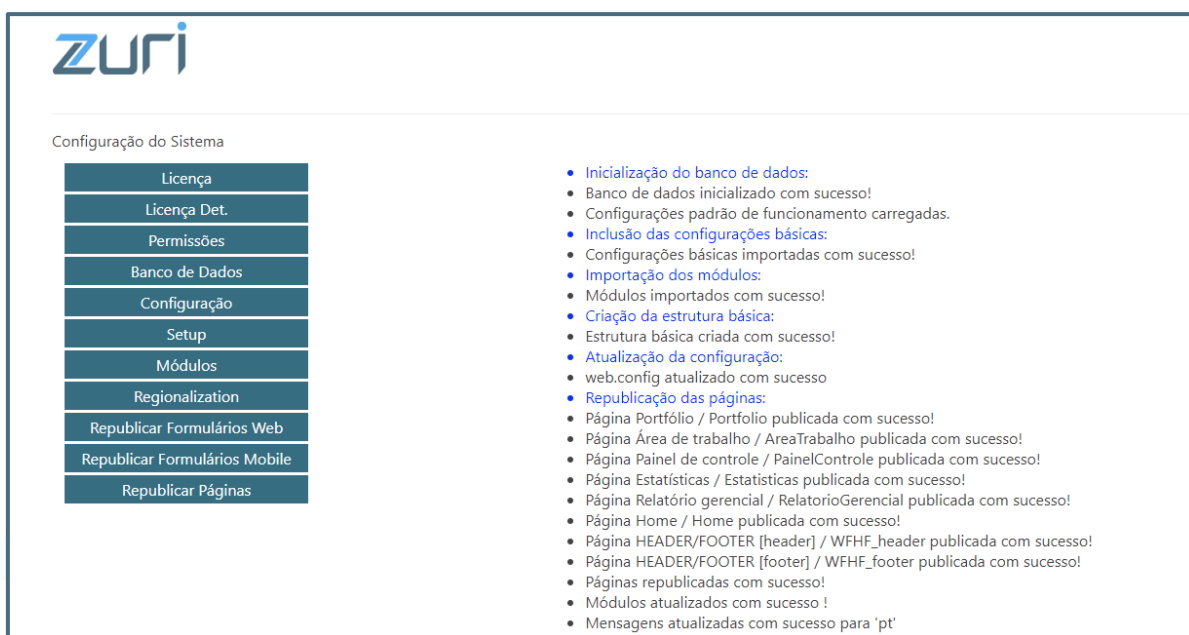 zuri
Configuração do Sistema
Licença
Licença Det.
Permissões
Banco de Dados
Configuração
Setup
Módulos
Regionalization
Republicar Formulários Web
Republicar Formulários Mobile
Republicar Páginas
Inicialização do banco de dados:
Banco de dados inicializado com sucesso!
Configurações padrão de funcionamento carregadas.
Inclusão das configurações básicas:
Configurações básicas importadas com sucesso!
Importação dos módulos:
Módulos importados com sucesso!
Criação da estrutura básica:
Estrutura básica criada com sucesso!
Atualização da configuração:
web.config atualizado com sucesso
Republicação das páginas:
Página Portfólio / Portfolio publicada com sucesso!
Página Área de trabalho / AreaTrabalho publicada com sucesso!
Página Painel de controle / PainelControle publicada com sucesso!
Página Estatísticas / Estatisticas publicada com sucesso!
Página Relatório gerencial / RelatorioGerencial publicada com sucesso!
Página Home / Home publicada com sucesso!
Página HEADER/FOOTER [header] / WFHF_header publicada com sucesso!
Página HEADER/FOOTER [footer] / WFHF_footer publicada com sucesso!
Páginas republicadas com sucesso!
Módulos atualizados com sucesso !
Mensagens atualizadas com sucesso para 'pt'